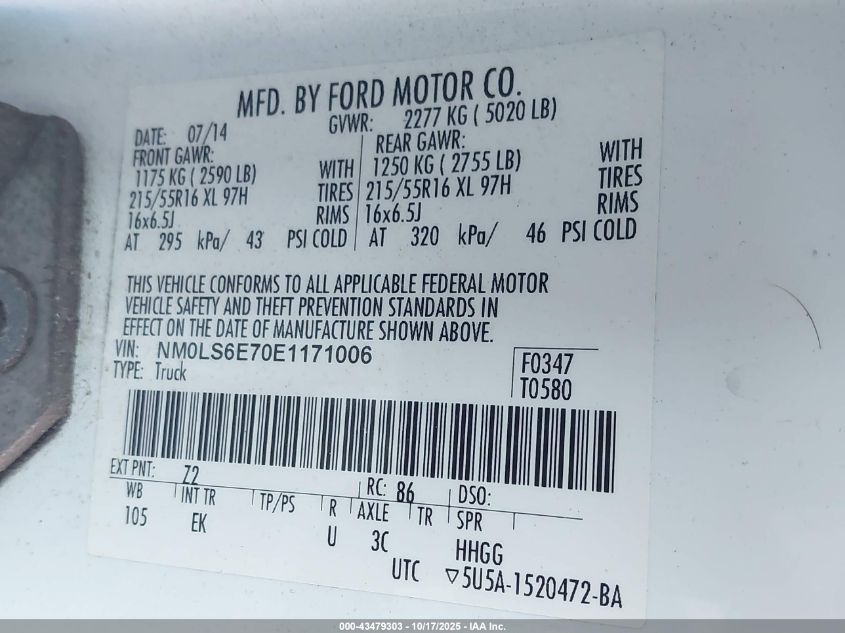 MFD. BY FORD MOTOR CO.
DATE: 07/14 GVWR: 2277 KG ( 5020 LB)
FRONT GAWR: REAR GAWR:
1175 KG ( 2590 LB) WITH 1250 KG ( 2755 LB) WITH
215/55R16 XL 97H TIRES 215/55R16 XL 97H TIRES
16x6.5J RIMS 16x6.5J RIMS
AT 295 kPa/ 43 PSI COLD AT 320 kPa/ 46 PSI COLD
THIS VEHICLE CONFORMS TO ALL APPLICABLE FEDERAL MOTOR
VEHICLE SAFETY AND THEFT PREVENTION STANDARDS IN
EFFECT ON THE DATE OF MANUFACTURE SHOWN ABOVE.
VIN: NM0LS6E70E1171006 F0347
TYPE: Truck T0580
EXT PNT: Z2 RC: 86 DSO:
WB INT TR TP/PS R AXLE TR SPR
105 EK U 3C HHGG
UTC ▽5U5A-1520472-BA
000-43479303 - 10/17/2025 - IAA Inc.